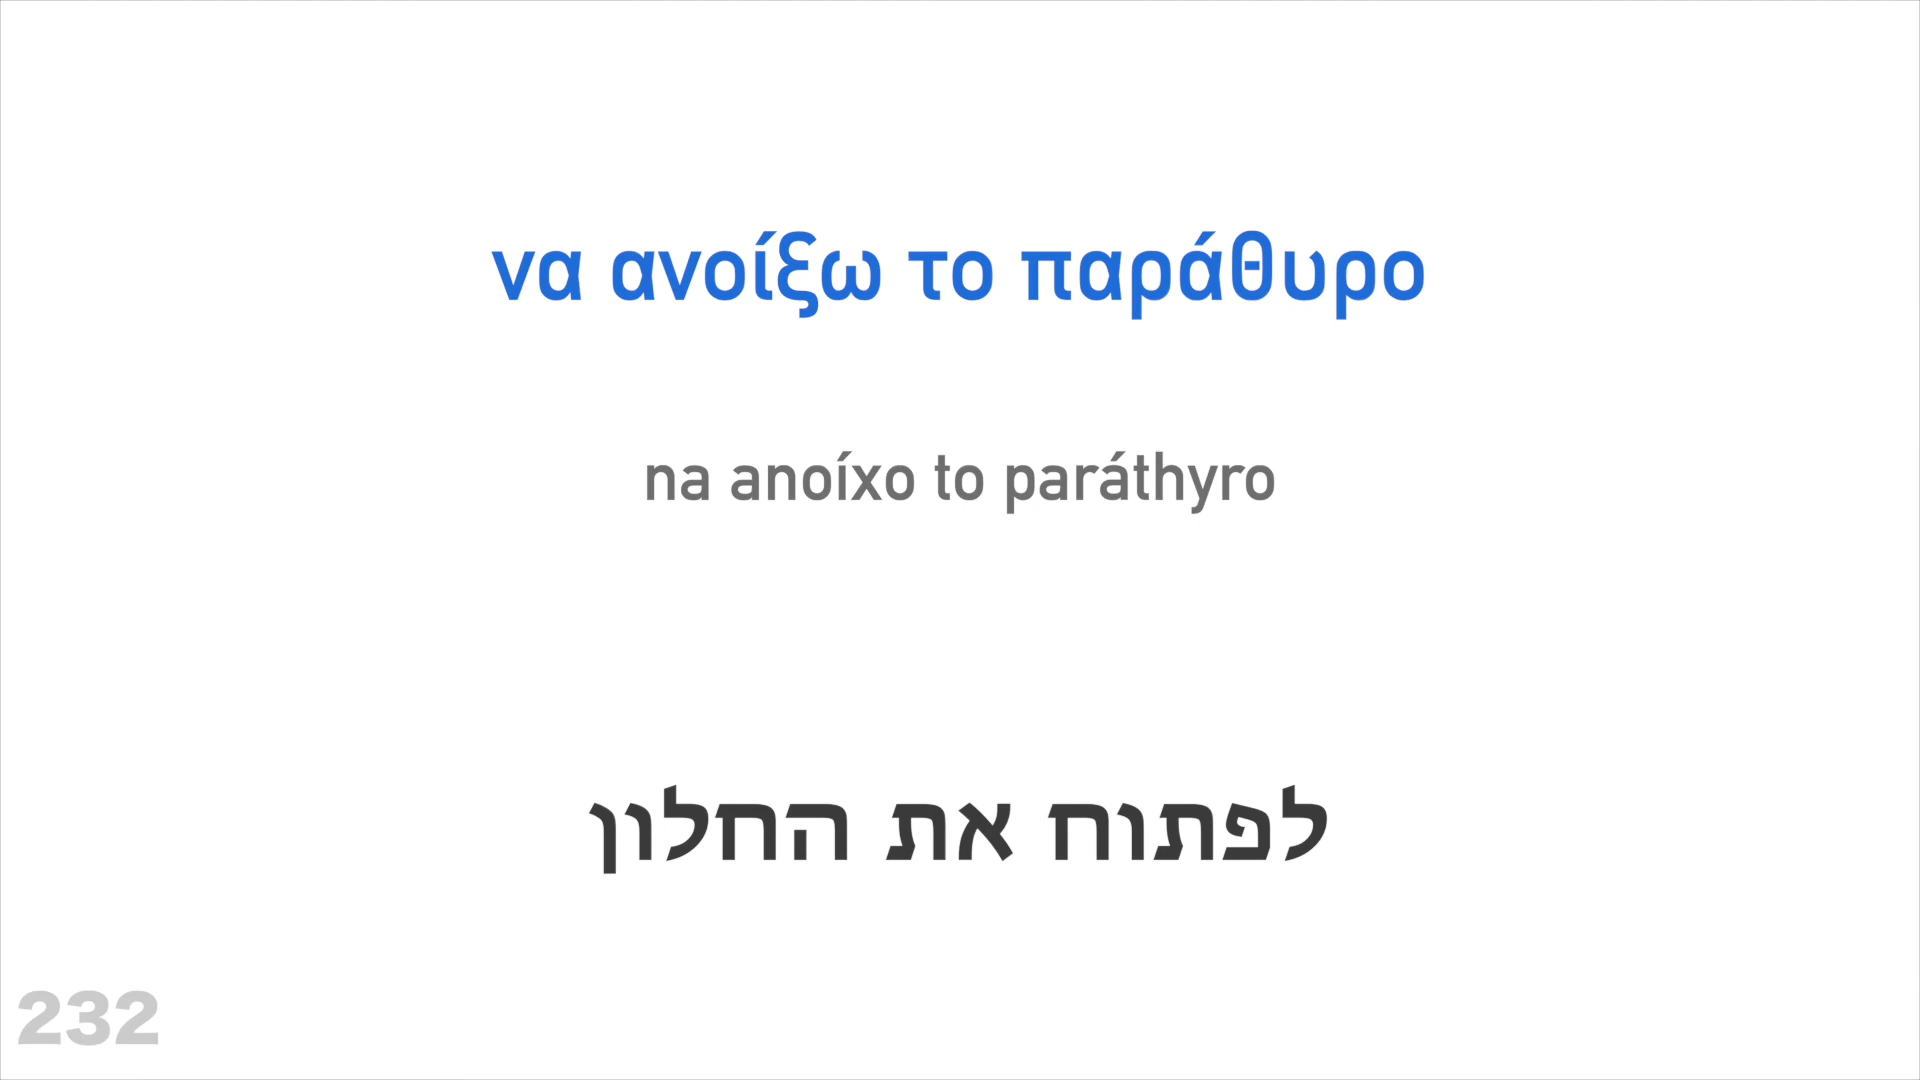 να ανοίξω το παράθυρο
na anoíxo to paráthyro
לפתוח את החלון
232